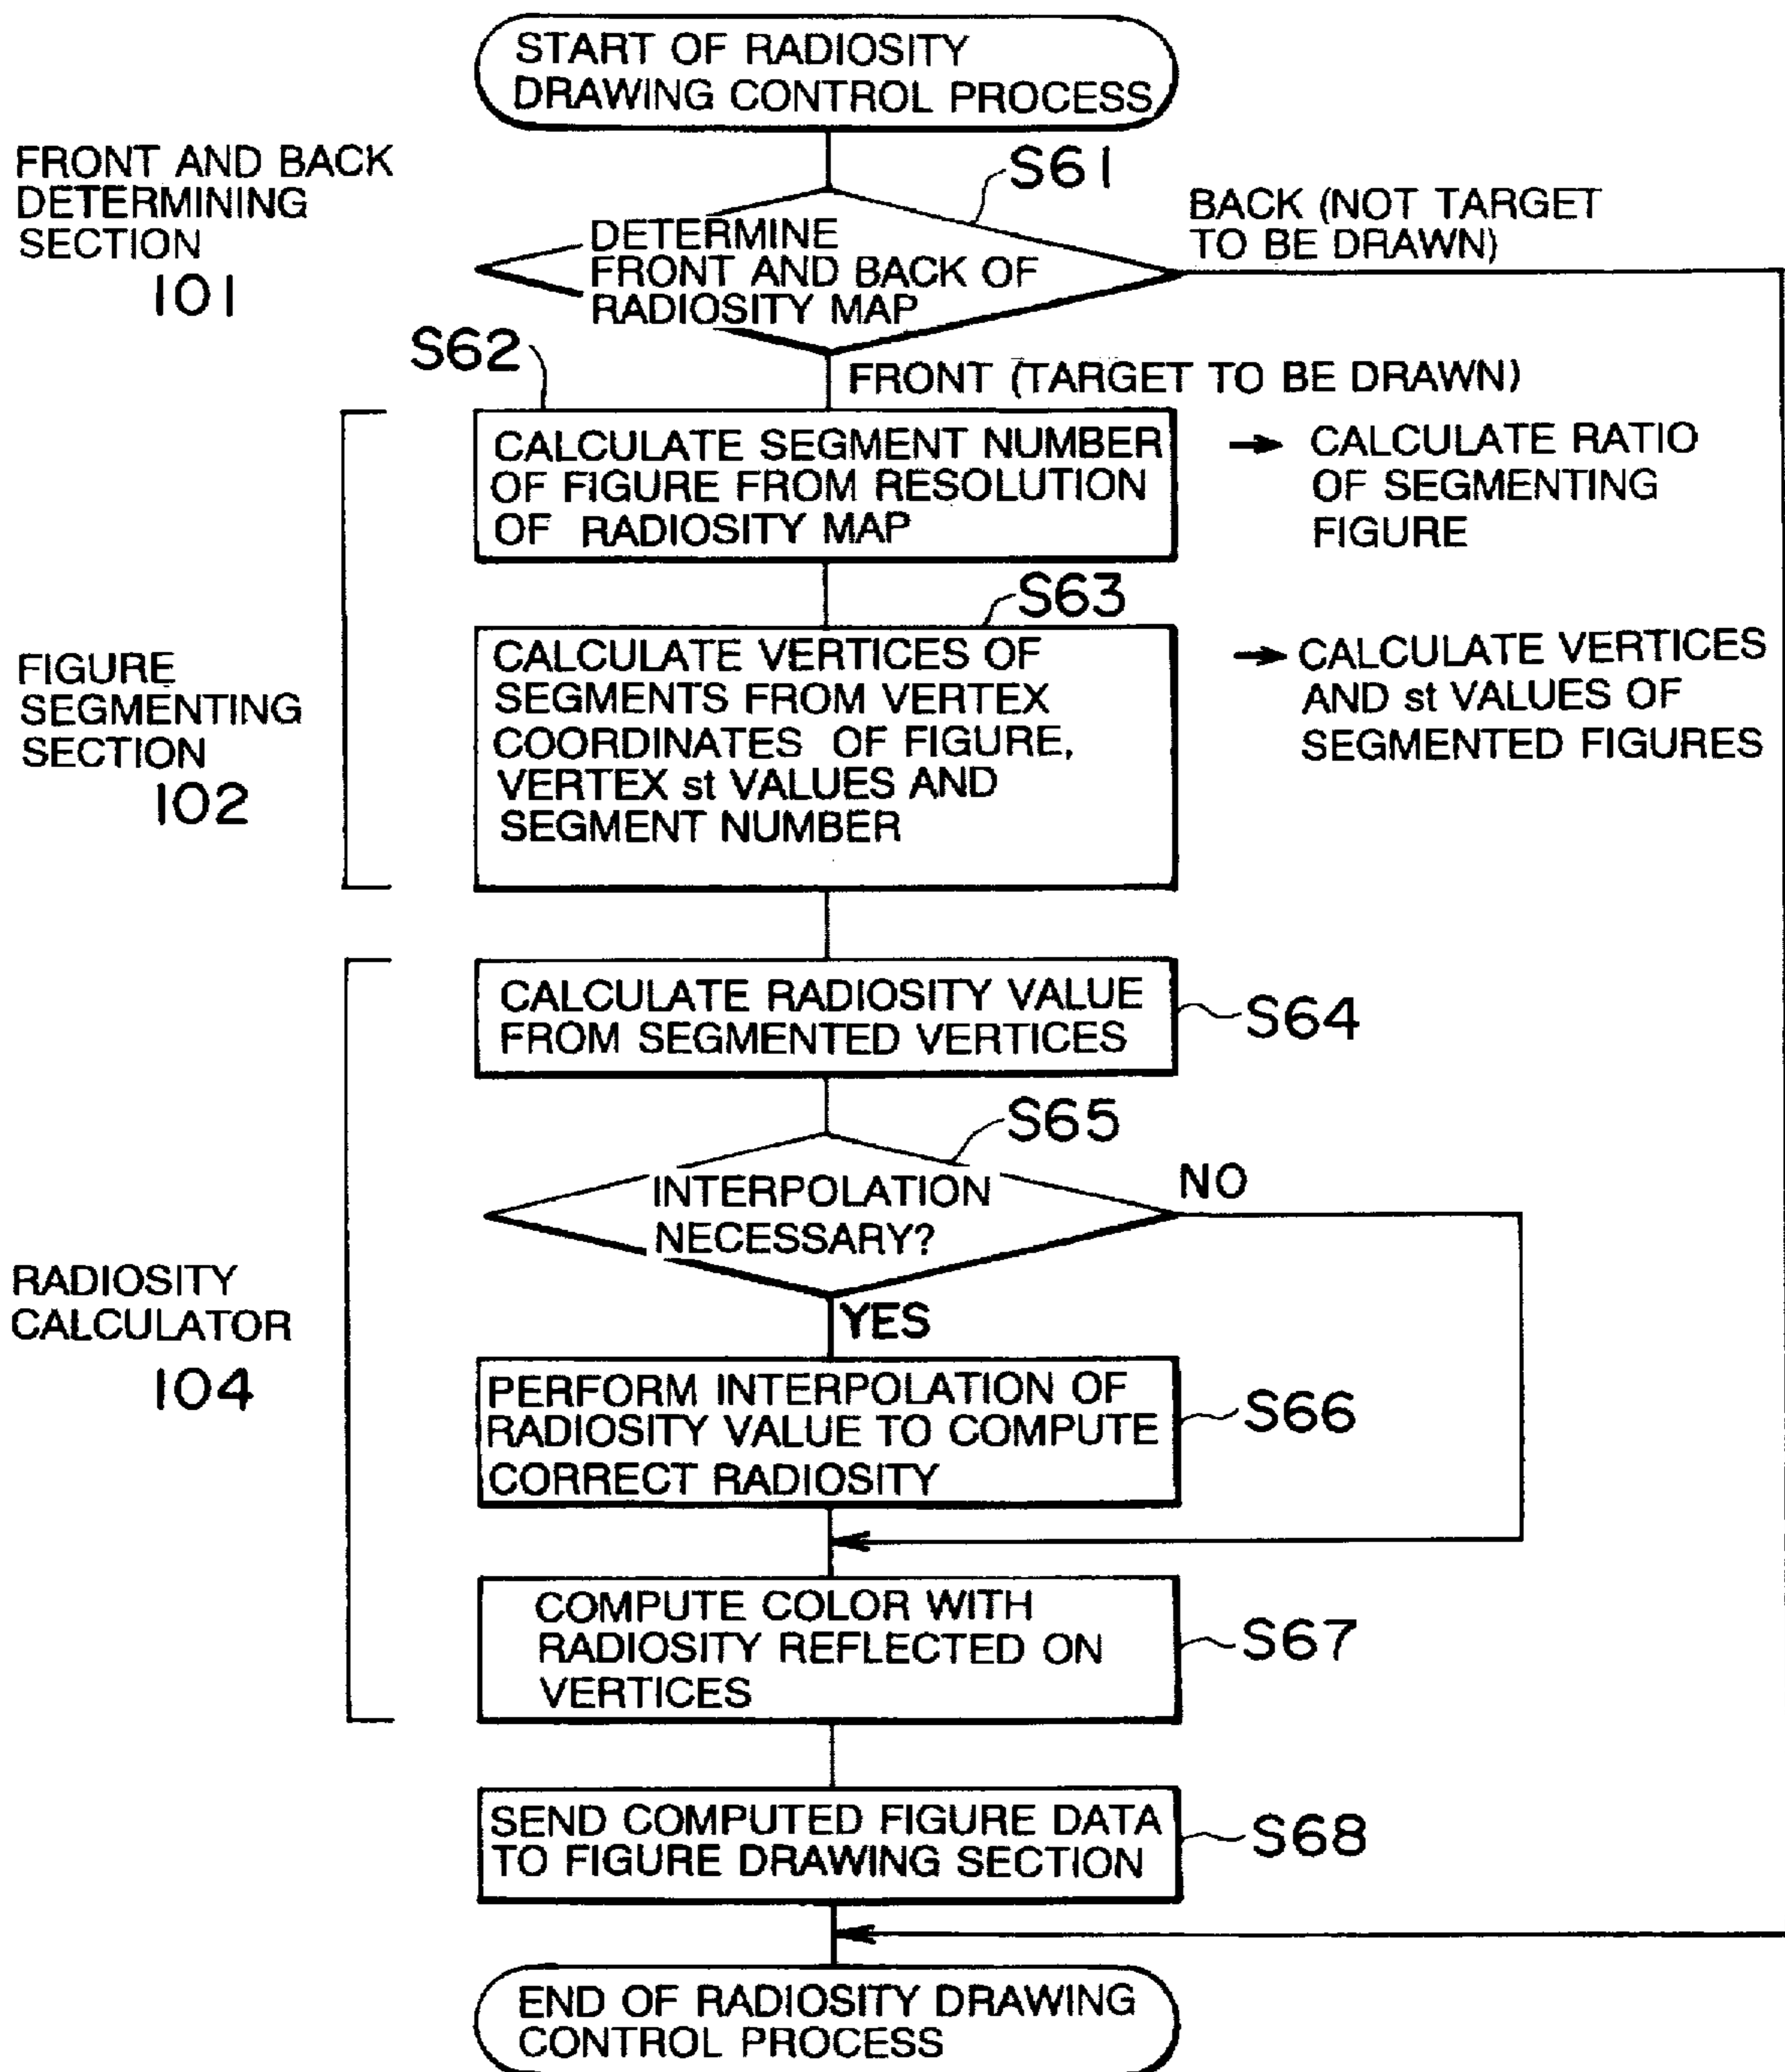 START OF RADIOSITY
DRAWING CONTROL PROCESS
FRONT AND BACK
DETERMINING
SECTION
101
S61
DETERMINE
FRONT AND BACK OF
RADIOSITY MAP
BACK (NOT TARGET
TO BE DRAWN)
S62
FRONT (TARGET TO BE DRAWN)
CALCULATE SEGMENT NUMBER
OF FIGURE FROM RESOLUTION
OF RADIOSITY MAP
→ CALCULATE RATIO
OF SEGMENTING
FIGURE
S63
FIGURE
SEGMENTING
SECTION
102
CALCULATE VERTICES OF
SEGMENTS FROM VERTEX
COORDINATES OF FIGURE,
VERTEX st VALUES AND
SEGMENT NUMBER
→ CALCULATE VERTICES
AND st VALUES OF
SEGMENTED FIGURES
CALCULATE RADIOSITY VALUE
FROM SEGMENTED VERTICES
S64
S65
INTERPOLATION
NECESSARY?
NO
YES
RADIOSITY
CALCULATOR
104
PERFORM INTERPOLATION OF
RADIOSITY VALUE TO COMPUTE
CORRECT RADIOSITY
S66
COMPUTE COLOR WITH
RADIOSITY REFLECTED ON
VERTICES
S67
SEND COMPUTED FIGURE DATA
TO FIGURE DRAWING SECTION
S68
END OF RADIOSITY DRAWING
CONTROL PROCESS